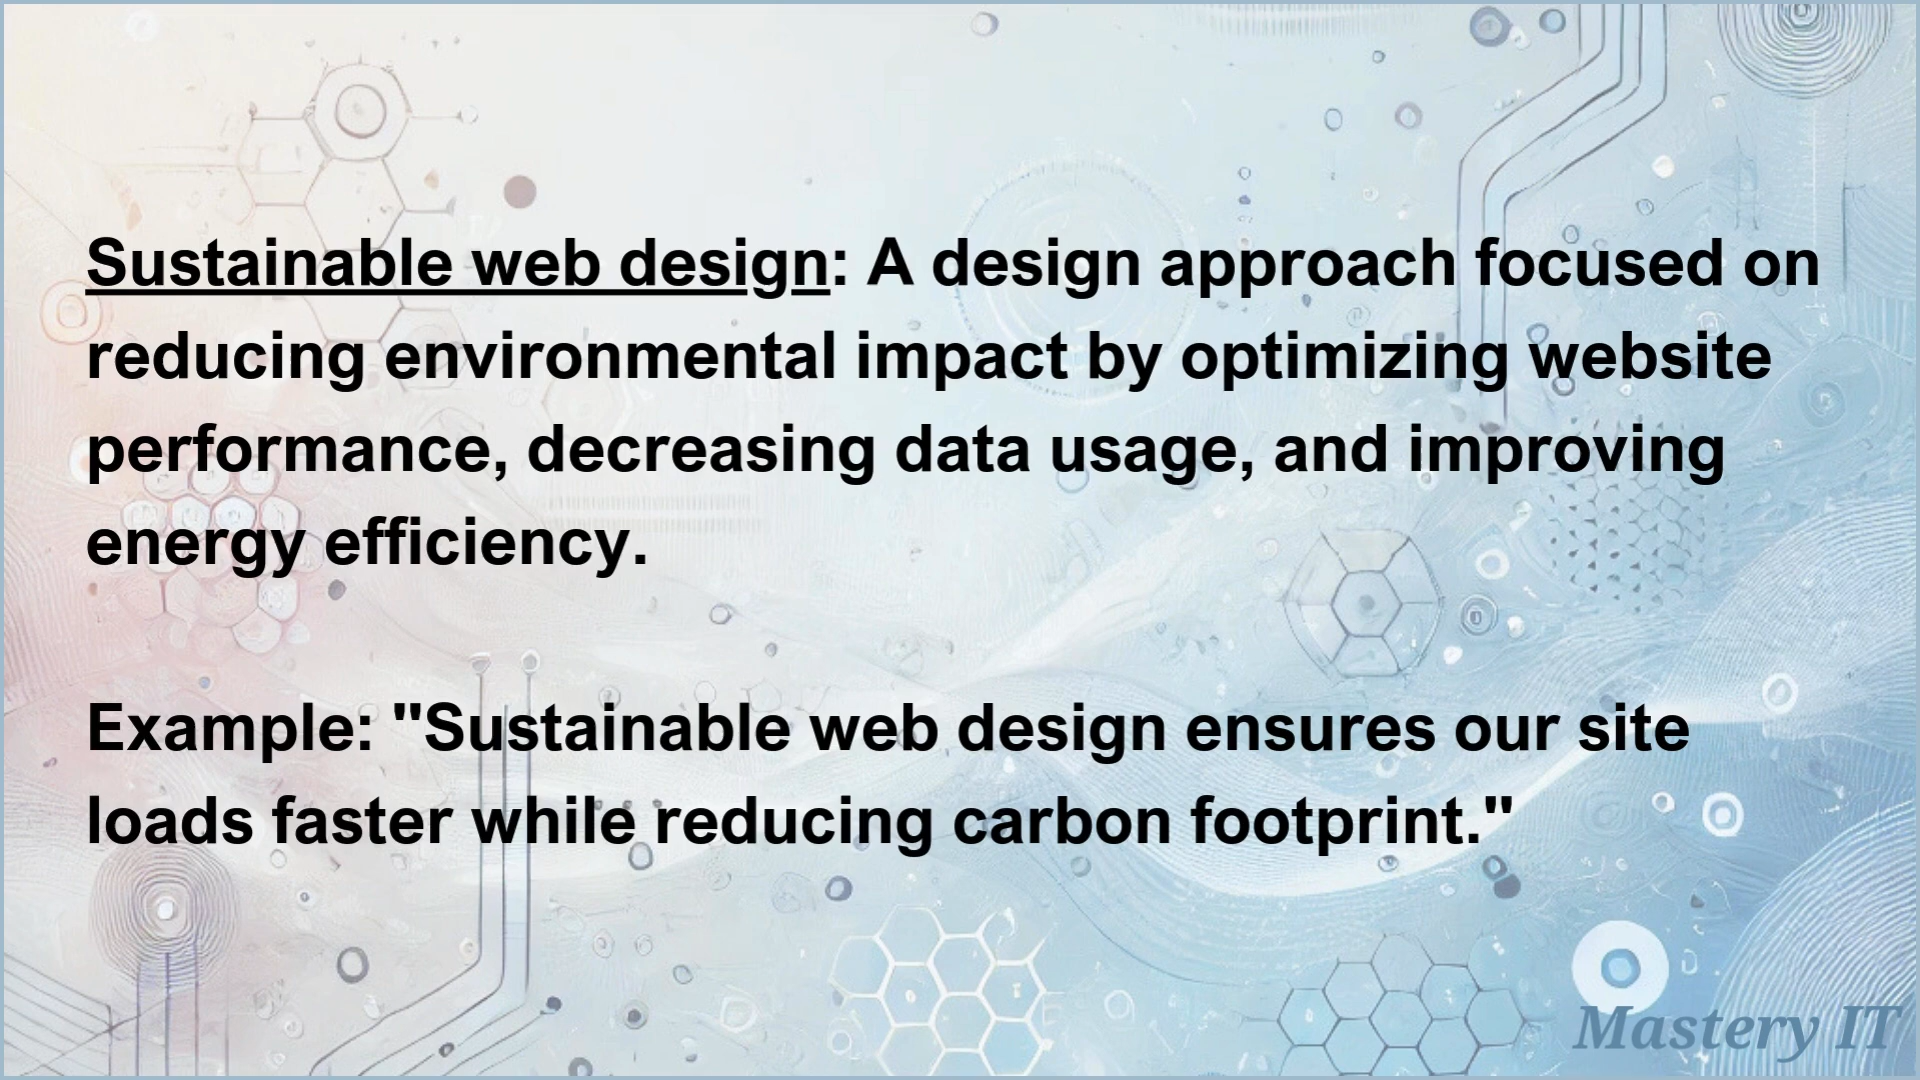 Sustainable web design: A design approach focused on
reducing environmental impact by optimizing website
performance, decreasing data usage, and improving
energy efficiency.
Example: "Sustainable web design ensures our site
loads faster while reducing carbon footprint."
Mastery IT